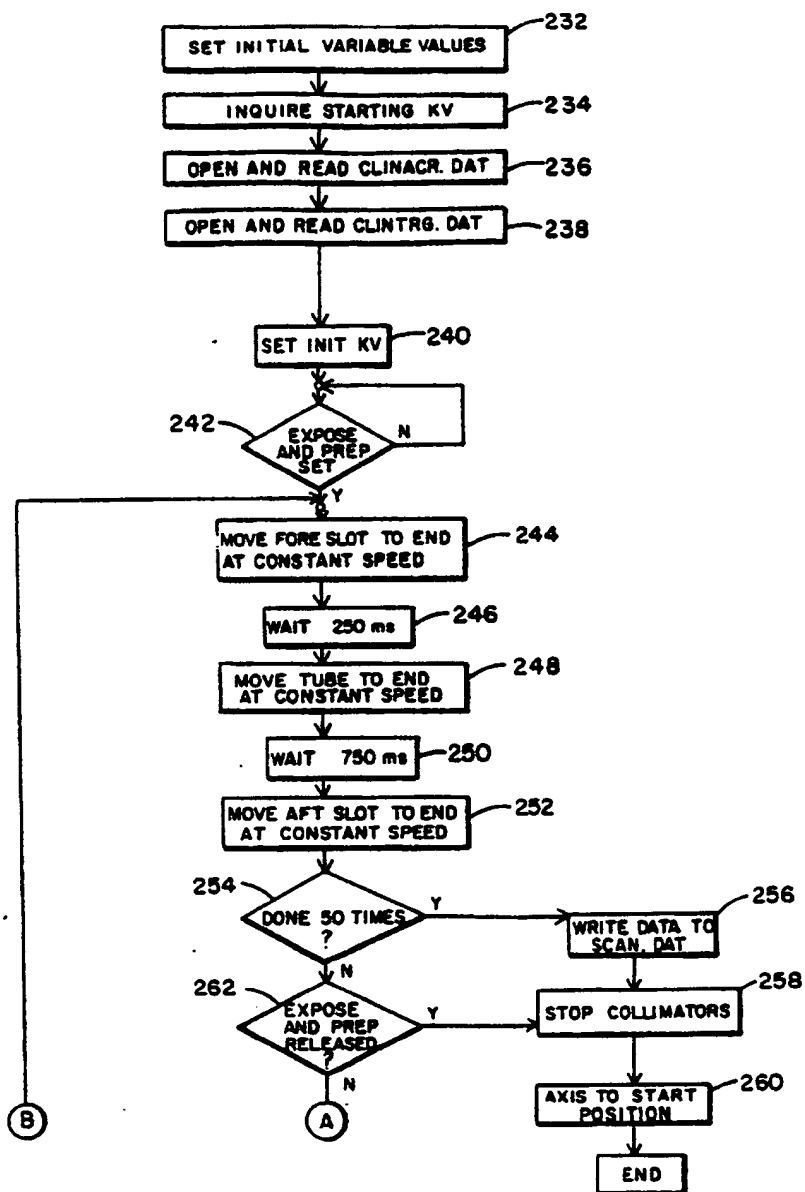 SET INITIAL VARIABLE VALUES
232
INQUIRE STARTING KV
234
OPEN AND READ CLINACR. DAT
236
OPEN AND READ CLINTRG. DAT
238
SET INIT KV
240
242
EXPOSE
AND PREP
SET
N
Y
MOVE FORE SLOT TO END
AT CONSTANT SPEED
244
WAIT 250 ms
246
MOVE TUBE TO END
AT CONSTANT SPEED
248
WAIT 750 ms
250
MOVE AFT SLOT TO END
AT CONSTANT SPEED
252
254
DONE 50 TIMES
?
Y
N
WRITE DATA TO
SCAN. DAT
256
262
EXPOSE
AND PREP
RELEASED
?
Y
N
STOP COLLIMATORS
258
AXIS TO START
POSITION
260
B
A
END